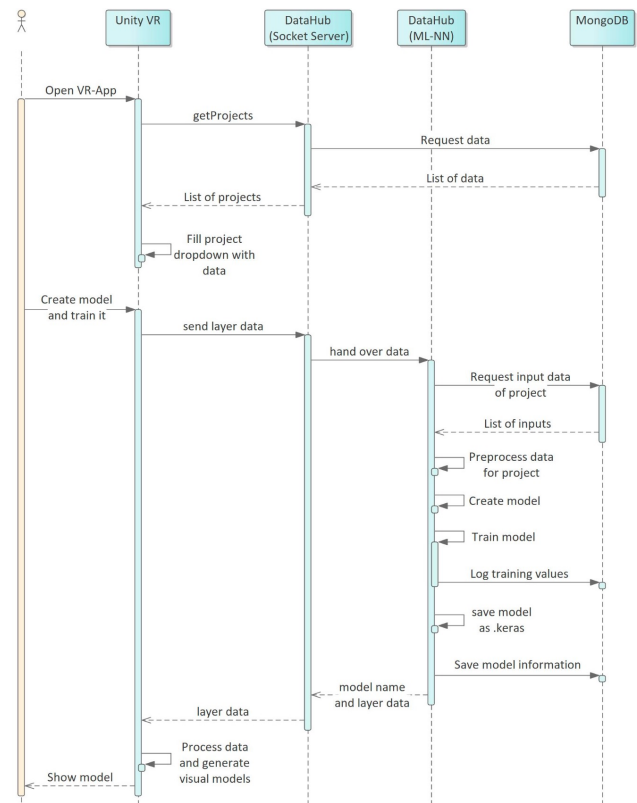 Unity VR
DataHub
(Socket Server)
DataHub
(ML-NN)
MongoDB
Open VR-App
getProjects
Request data
List of data
List of projects
Fill project
dropdown with
data
Create model
and train it
send layer data
hand over data
Request input data
of project
List of inputs
Preprocess data
for project
Create model
Train model
Log training values
save model
as .keras
Save model information
model name
and layer data
layer data
Process data
and generate
visual models
Show model